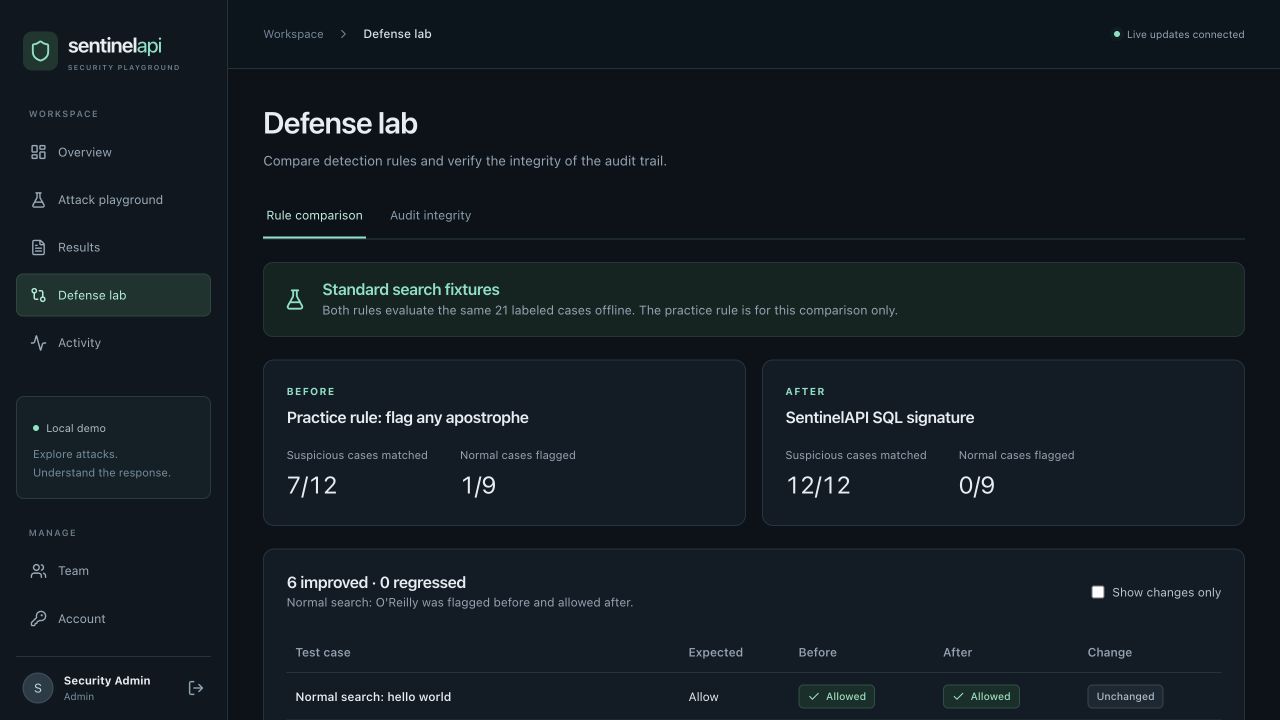 sentinelapi
SECURITY PLAYGROUND
WORKSPACE
Overview
Attack playground
Results
Defense lab
Activity
Local demo
Explore attacks.
Understand the response.
MANAGE
Team
Account
S
Security Admin
Admin
Workspace > Defense lab
Live updates connected
Defense lab
Compare detection rules and verify the integrity of the audit trail.
Rule comparison Audit integrity
Standard search fixtures
Both rules evaluate the same 21 labeled cases offline. The practice rule is for this comparison only.
BEFORE
Practice rule: flag any apostrophe
Suspicious cases matched Normal cases flagged
7/12 1/9
AFTER
SentinelAPI SQL signature
Suspicious cases matched Normal cases flagged
12/12 0/9
6 improved · 0 regressed
Normal search: O'Reilly was flagged before and allowed after.
Show changes only
Test case Expected Before After Change
Normal search: hello world Allow Allowed Allowed Unchanged